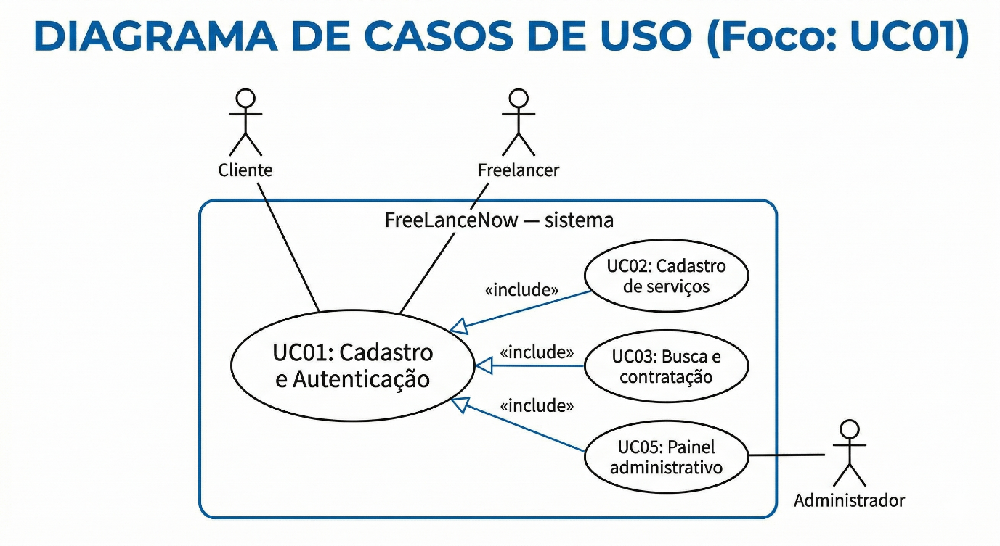 DIAGRAMA DE CASOS DE USO (Foco: UC01)
Cliente
Freelancer
FreeLanceNow — sistema
UC02: Cadastro
de serviços
«include»
UC01: Cadastro
e Autenticação
«include»
UC03: Busca e
contratação
«include»
UC05: Painel
administrativo
Administrador